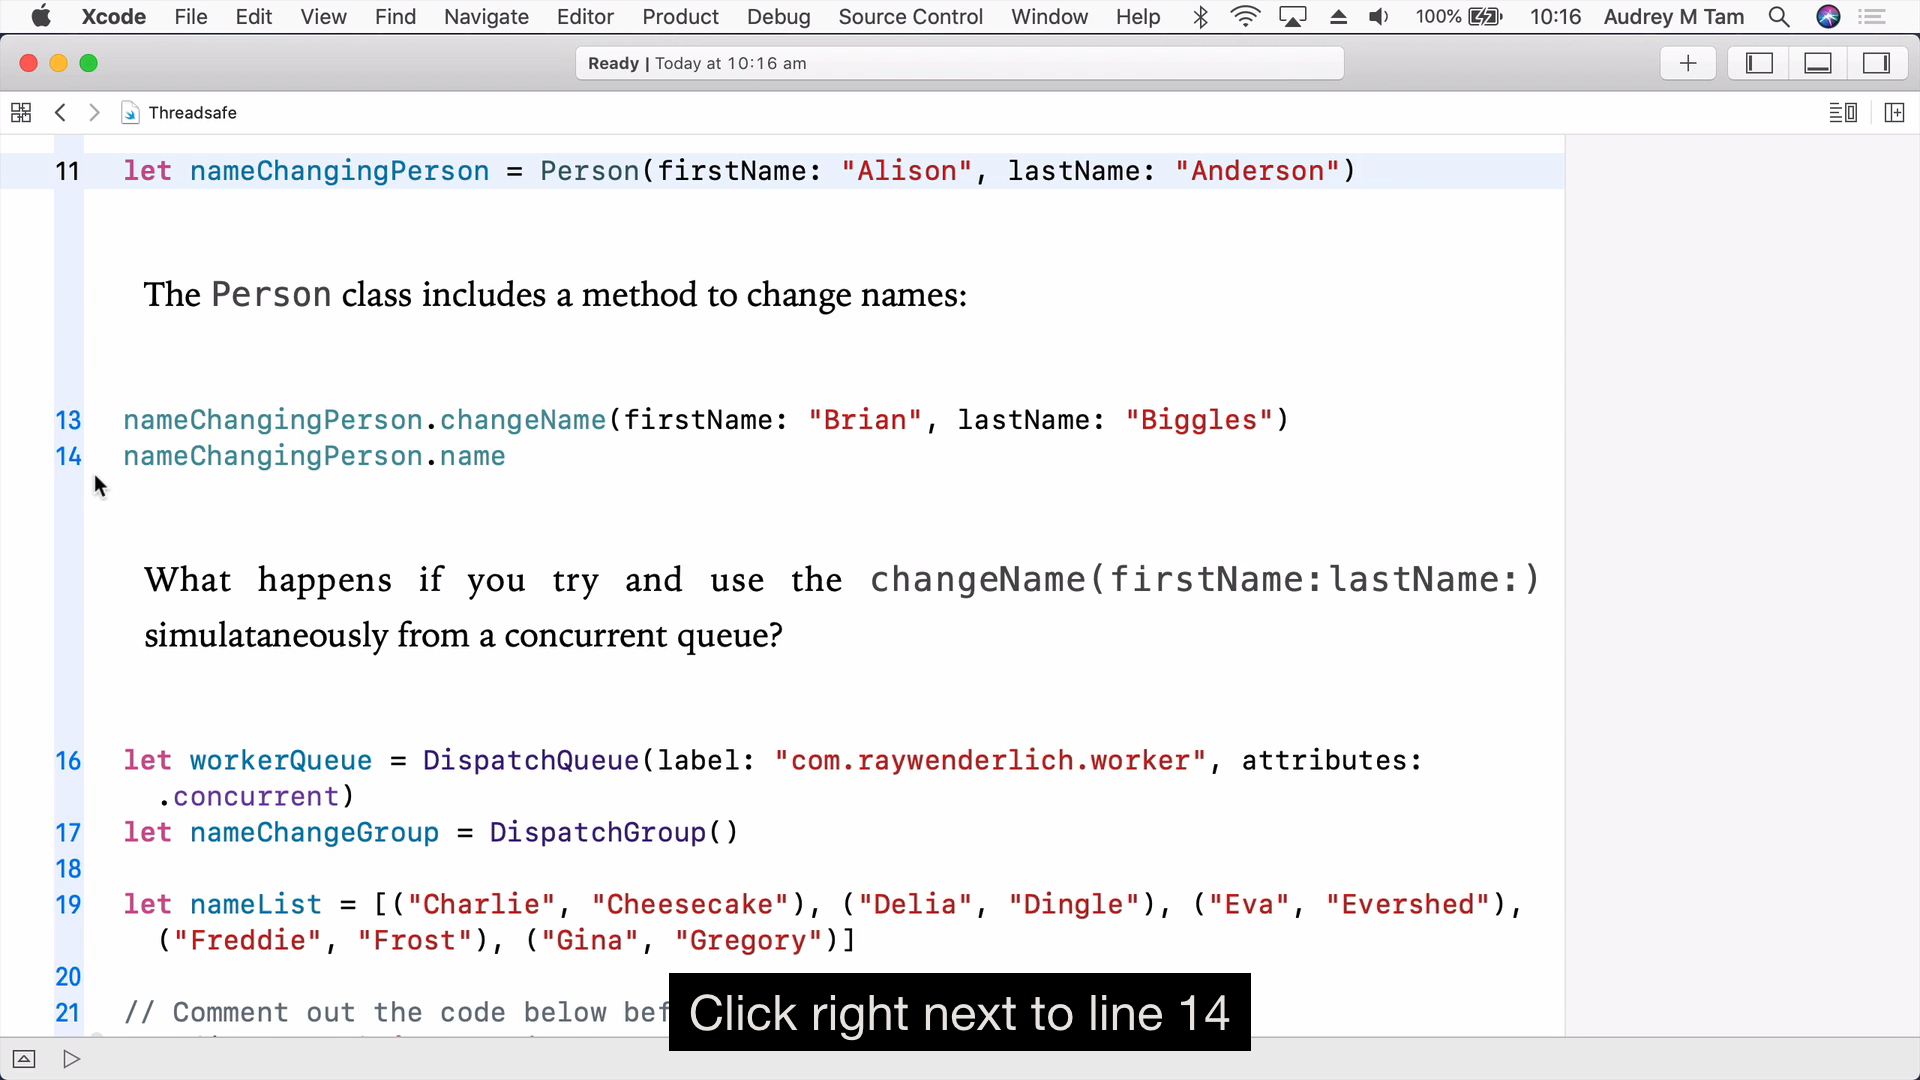 Xcode File Edit View Find Navigate Editor Product Debug Source Control Window Help 100% 10:16 Audrey M Tam
Ready | Today at 10:16 am
Threadsafe
11 let nameChangingPerson = Person(firstName: "Alison", lastName: "Anderson")
The Person class includes a method to change names:
13 nameChangingPerson.changeName(firstName: "Brian", lastName: "Biggles")
14 nameChangingPerson.name
What happens if you try and use the changeName(firstName:lastName:)
simulataneously from a concurrent queue?
16 let workerQueue = DispatchQueue(label: "com.raywenderlich.worker", attributes:
.concurrent)
17 let nameChangeGroup = DispatchGroup()
18
19 let nameList = [("Charlie", "Cheesecake"), ("Delia", "Dingle"), ("Eva", "Evershed"),
("Freddie", "Frost"), ("Gina", "Gregory")]
20
21 // Comment out the code below bef
Click right next to line 14